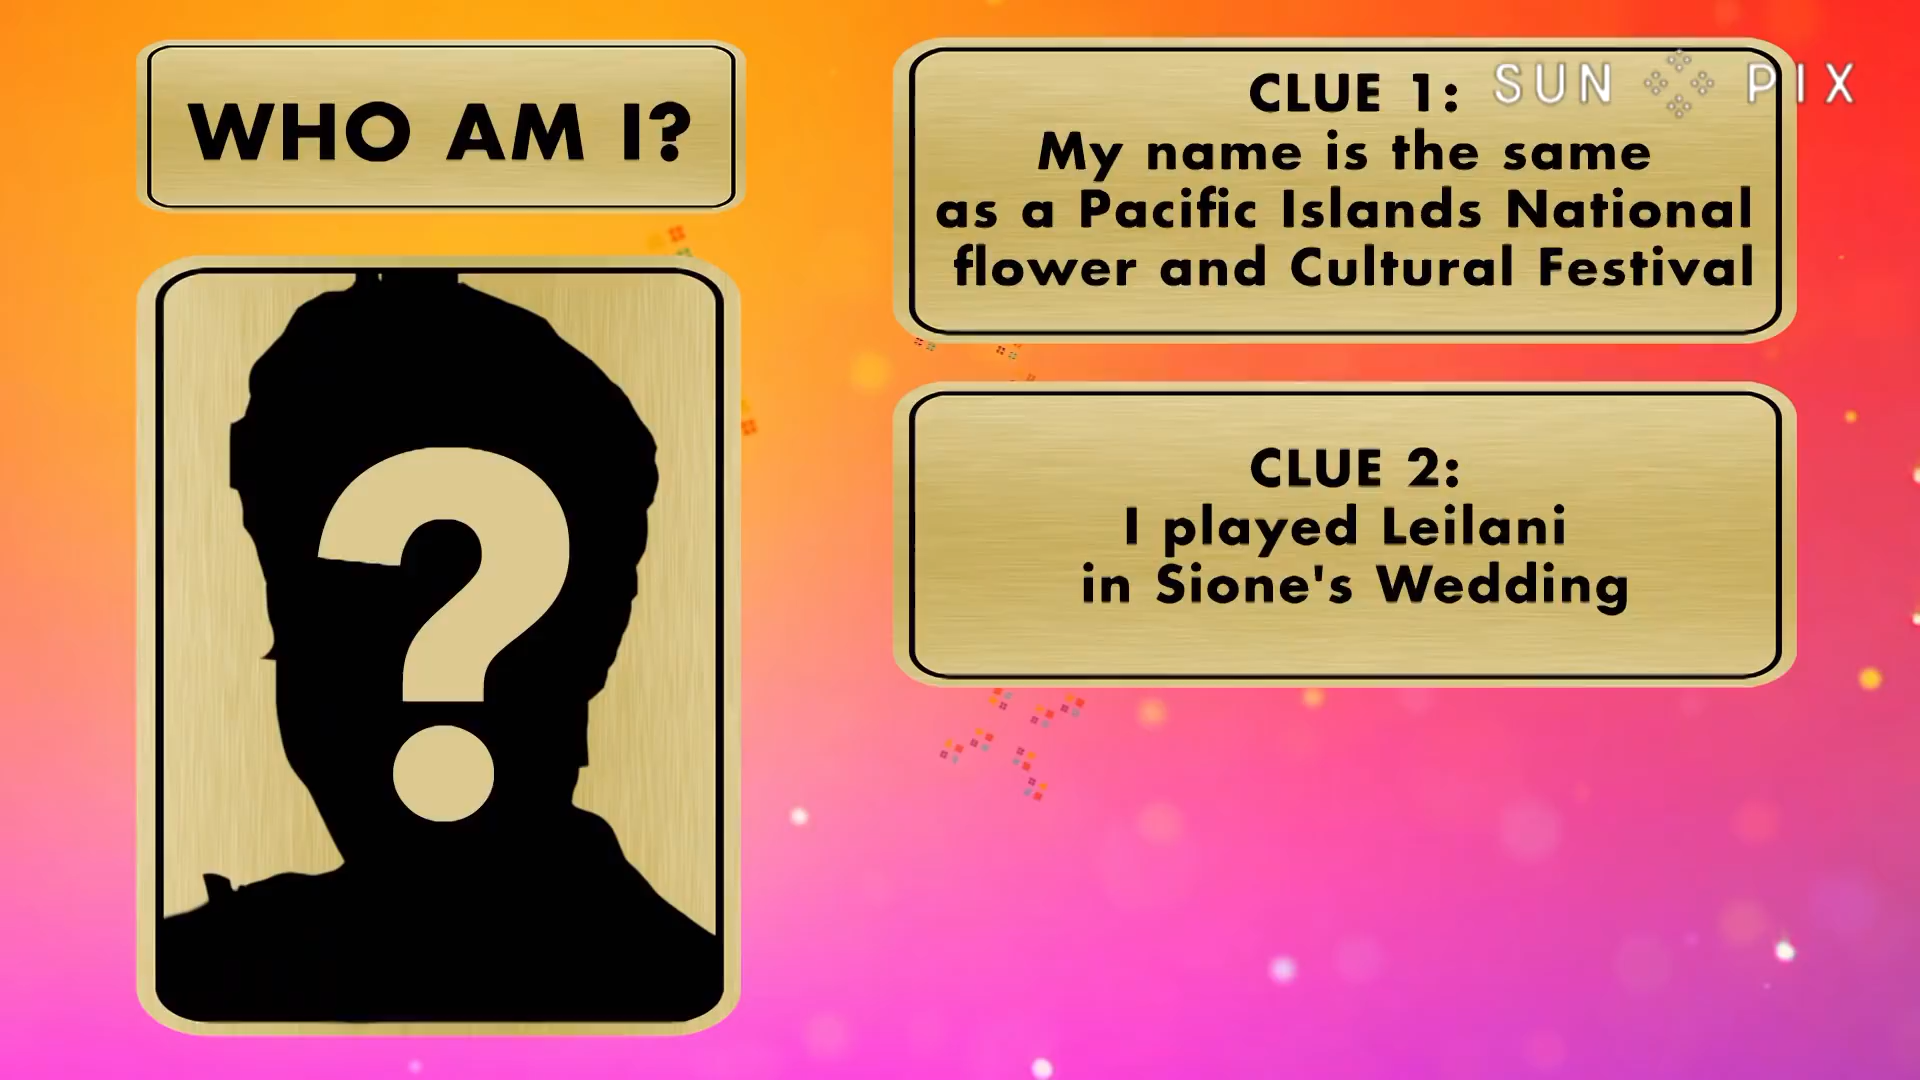 WHO AM I?
CLUE 1:
My name is the same
as a Pacific Islands National
flower and Cultural Festival
SUN PIX
CLUE 2:
I played Leilani
in Sione's Wedding
?